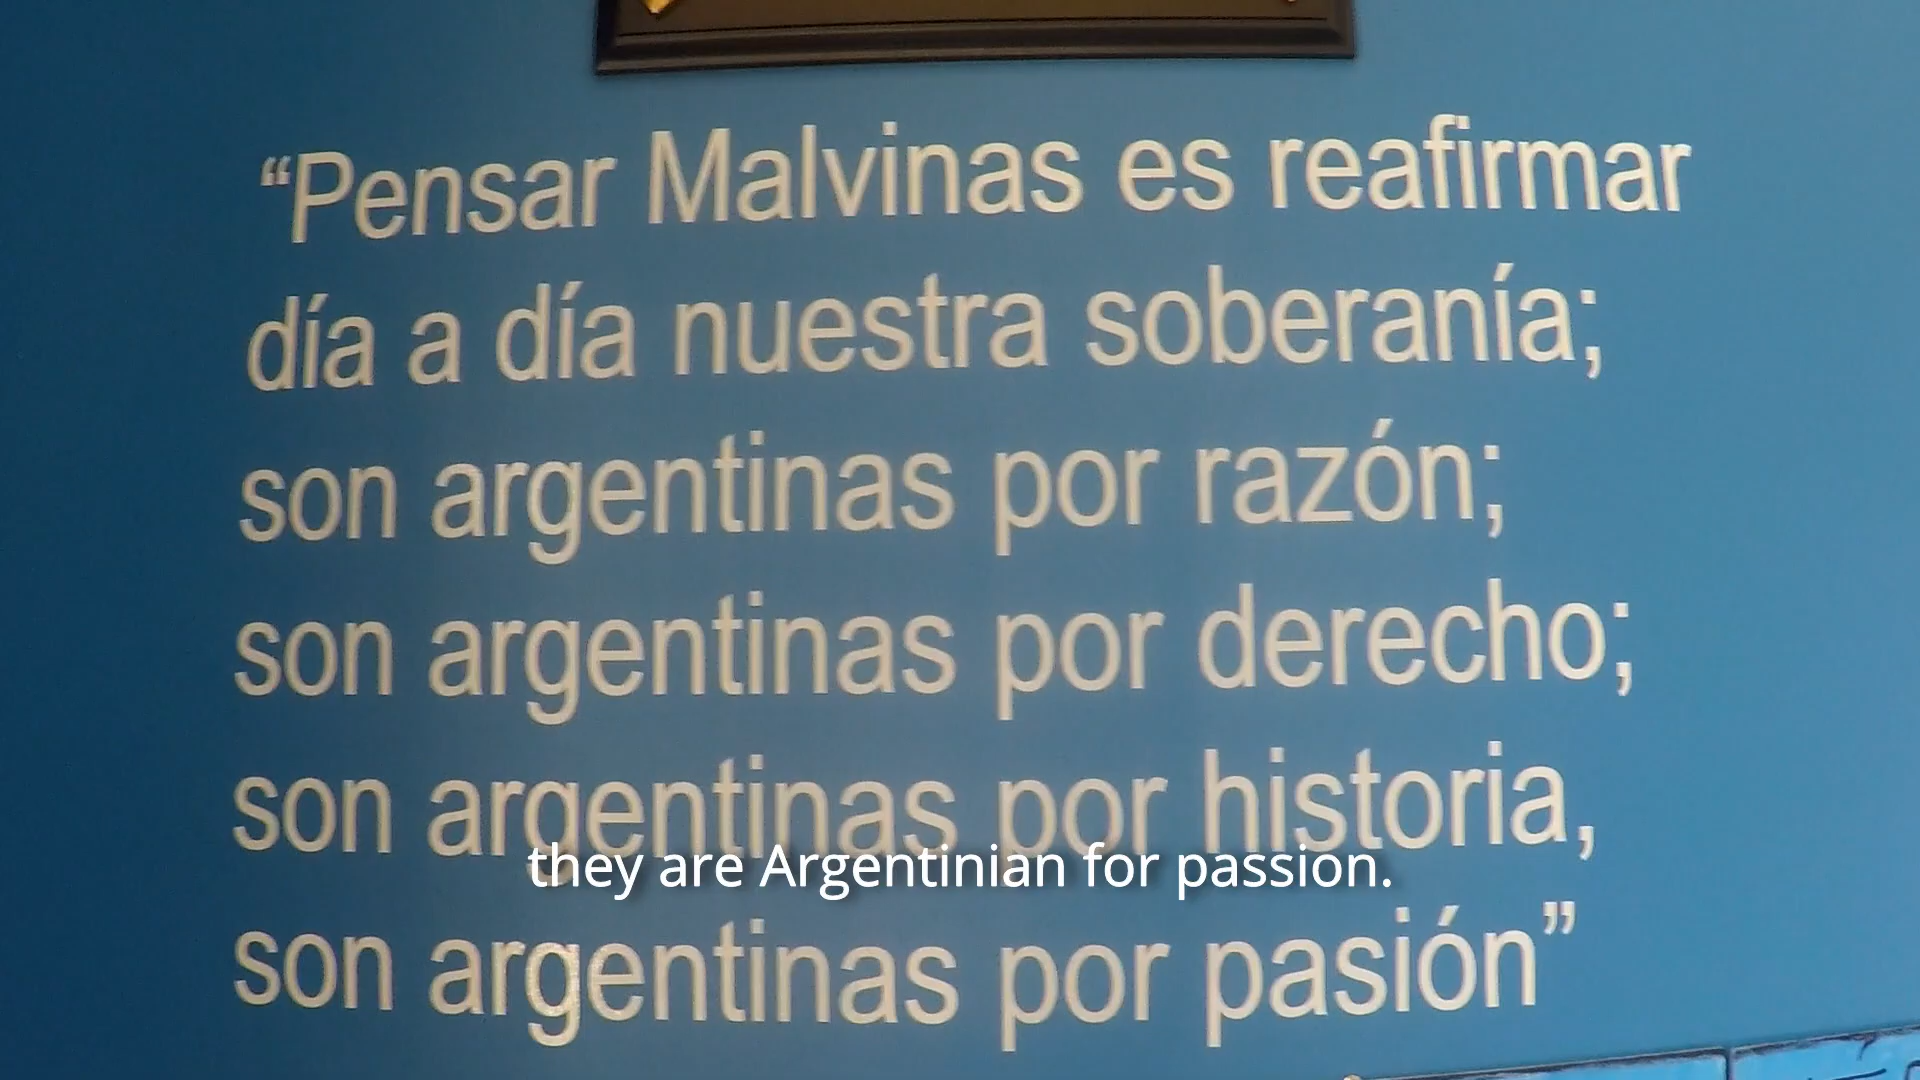 “Pensar Malvinas es reafirmar
día a día nuestra soberanía;
son argentinas por razón;
son argentinas por derecho;
son argentinas por historia,
they are Argentinian for passion.
son argentinas por pasión”